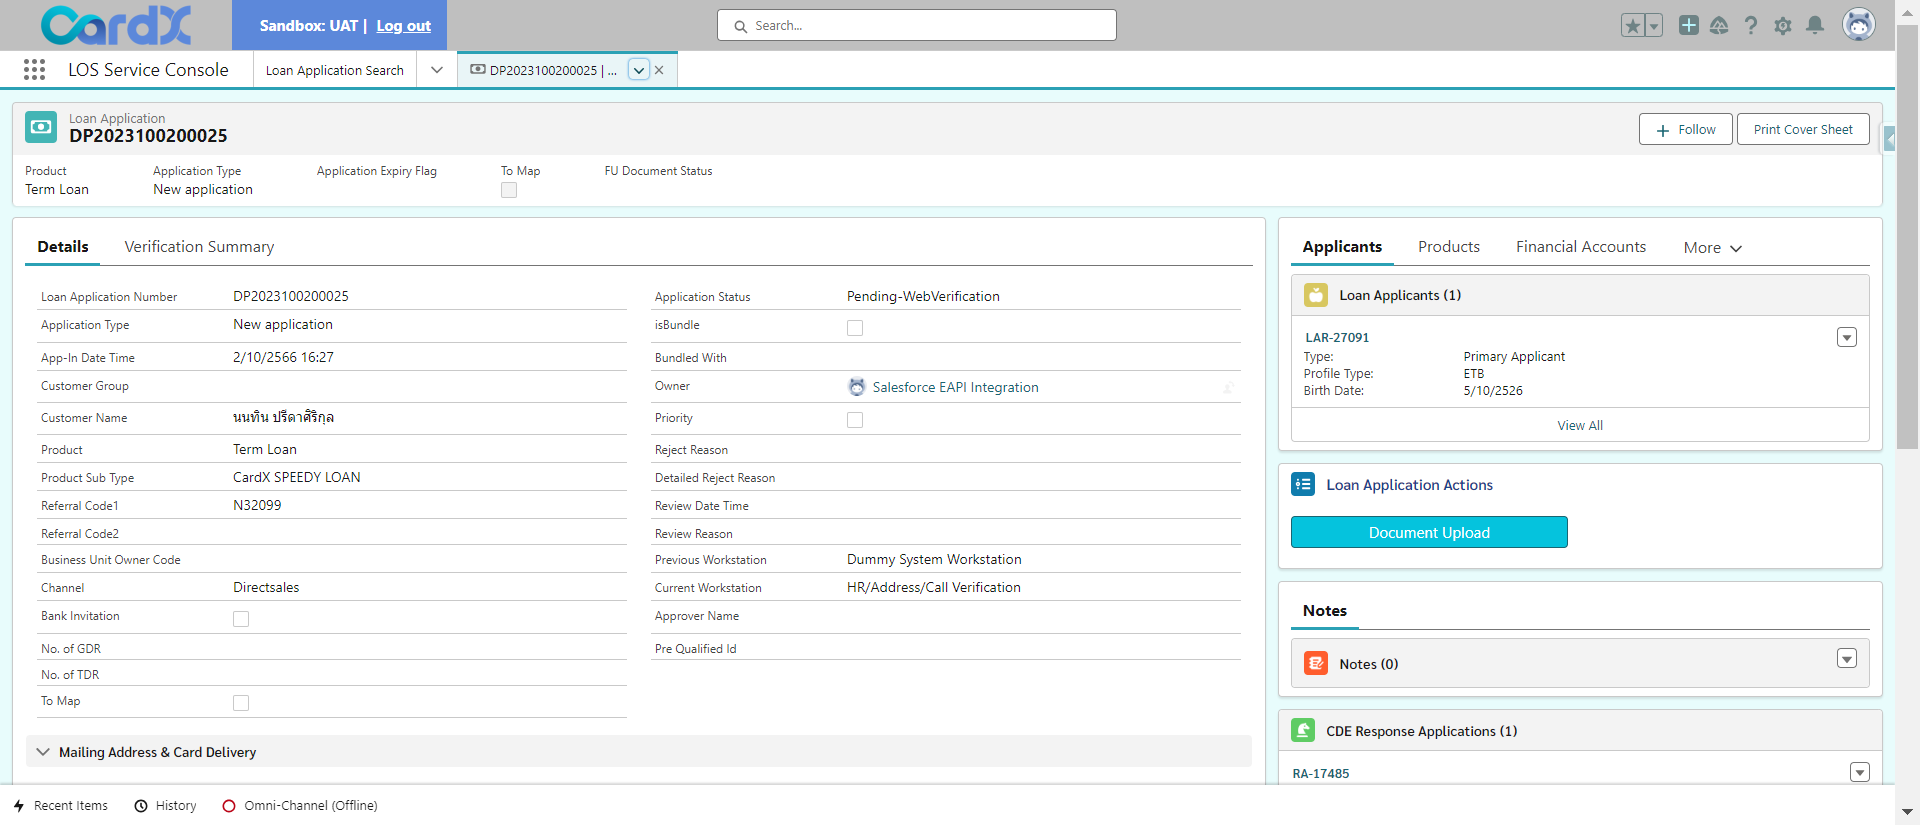 CardX
Sandbox: UAT | Log out
Search...
LOS Service Console
Loan Application Search
DP2023100200025 | ...
Loan Application
DP2023100200025
Follow
Print Cover Sheet
Product
Term Loan
Application Type
New application
Application Expiry Flag
To Map
FU Document Status
Details
Verification Summary
Loan Application Number DP2023100200025
Application Type New application
App-In Date Time 2/10/2566 16:27
Customer Group
Customer Name นนทิน ปรีดาศิริกุล
Product Term Loan
Product Sub Type CardX SPEEDY LOAN
Referral Code1 N32099
Referral Code2
Business Unit Owner Code
Channel Directsales
Bank Invitation
No. of GDR
No. of TDR
To Map
Application Status Pending-WebVerification
isBundle
Bundled With
Owner Salesforce EAPI Integration
Priority
Reject Reason
Detailed Reject Reason
Review Date Time
Review Reason
Previous Workstation Dummy System Workstation
Current Workstation HR/Address/Call Verification
Approver Name
Pre Qualified Id
Mailing Address & Card Delivery
Applicants
Products
Financial Accounts
More
Loan Applicants (1)
LAR-27091
Type: Primary Applicant
Profile Type: ETB
Birth Date: 5/10/2526
View All
Loan Application Actions
Document Upload
Notes
Notes (0)
CDE Response Applications (1)
RA-17485
Recent Items
History
Omni-Channel (Offline)